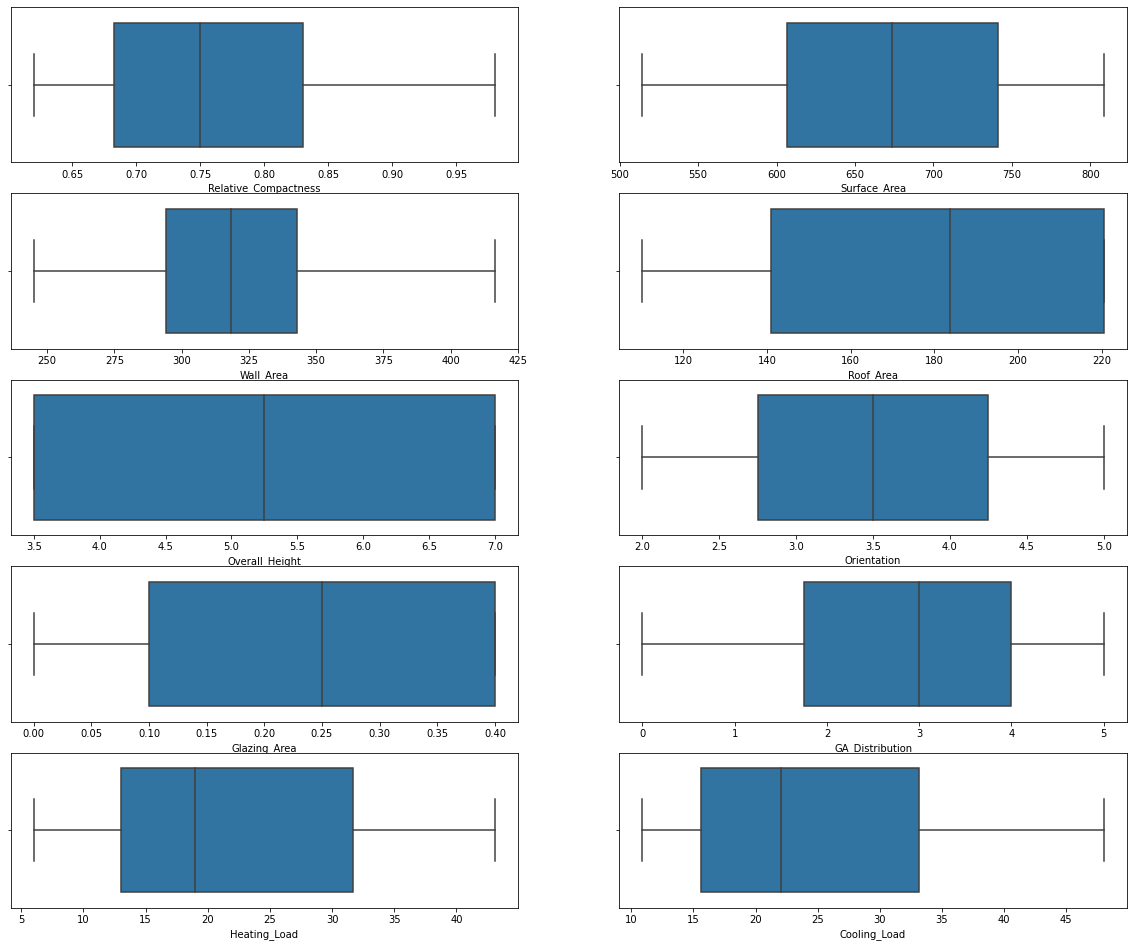 0.65 0.70 0.75 0.80 0.85 0.90 0.95
Relative_Compactness
500 550 600 650 700 750 800
Surface_Area
250 275 300 325 350 375 400 425
Wall_Area
120 140 160 180 200 220
Roof_Area
3.5 4.0 4.5 5.0 5.5 6.0 6.5 7.0
Overall_Height
2.0 2.5 3.0 3.5 4.0 4.5 5.0
Orientation
0.00 0.05 0.10 0.15 0.20 0.25 0.30 0.35 0.40
Glazing_Area
0 1 2 3 4 5
GA_Distribution
5 10 15 20 25 30 35 40
Heating_Load
10 15 20 25 30 35 40 45
Cooling_Load